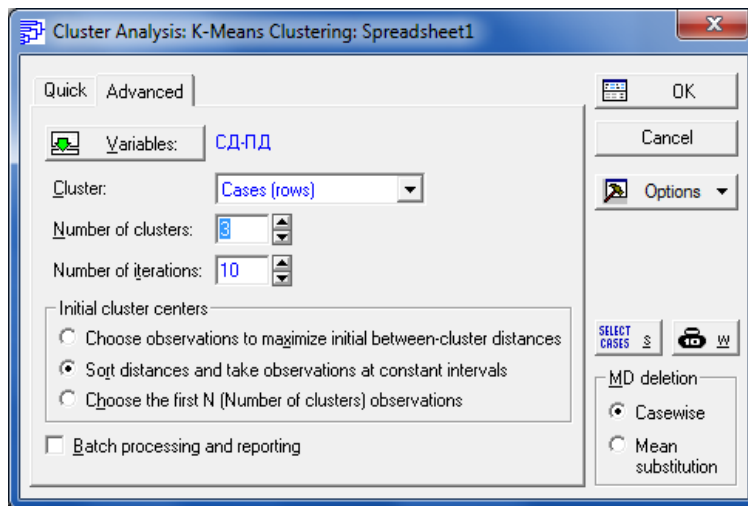 Cluster Analysis: K-Means Clustering: Spreadsheet1
Quick Advanced
Variables: СД-ПД
Cluster: Cases (rows)
Number of clusters: 3
Number of iterations: 10
Initial cluster centers
Choose observations to maximize initial between-cluster distances
Sort distances and take observations at constant intervals
Choose the first N (Number of clusters) observations
Batch processing and reporting
OK
Cancel
Options
SELECT
CASES S W
MD deletion
Casewise
Mean
substitution